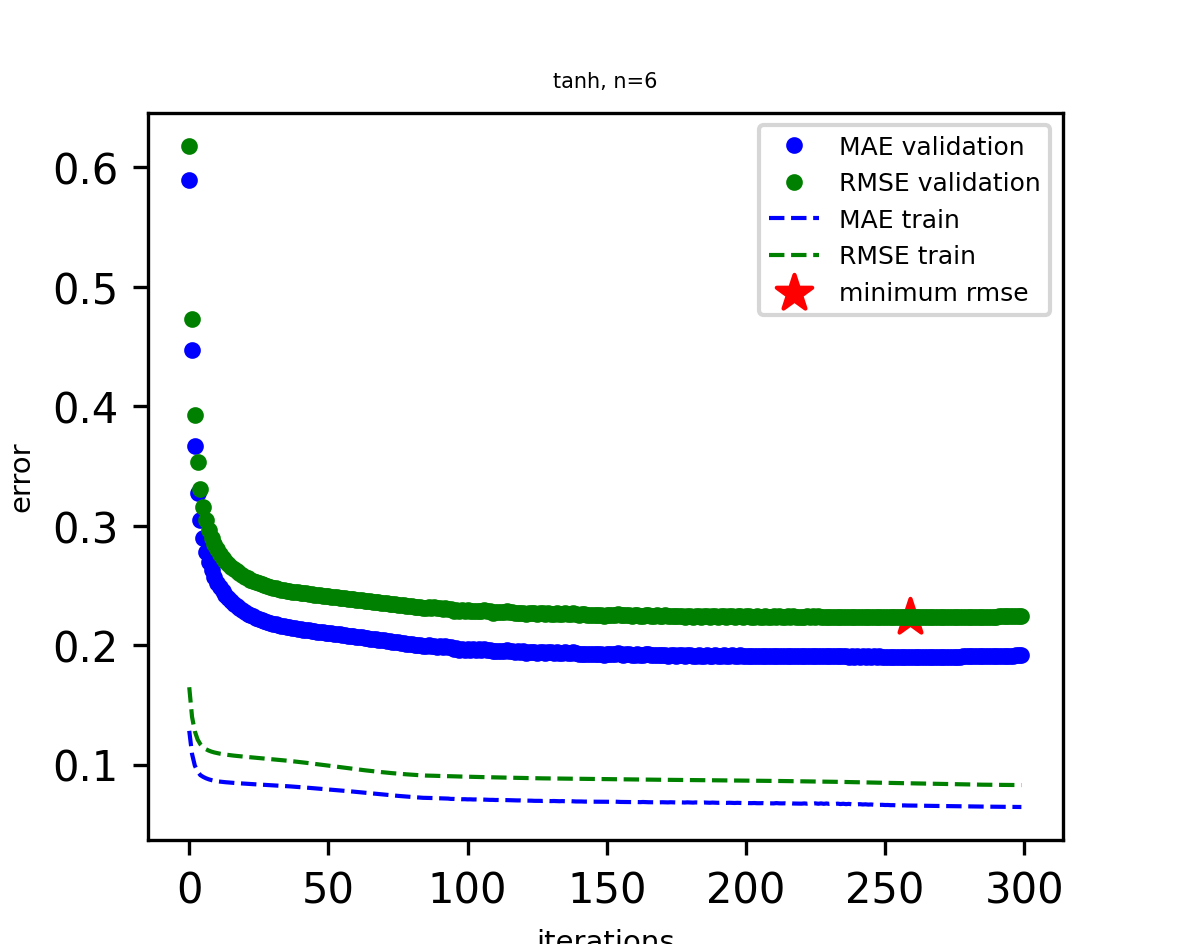 tanh, n=6
MAE validation
RMSE validation
MAE train
RMSE train
minimum rmse
error
0.6
0.5
0.4
0.3
0.2
0.1
0 50 100 150 200 250 300
iterations